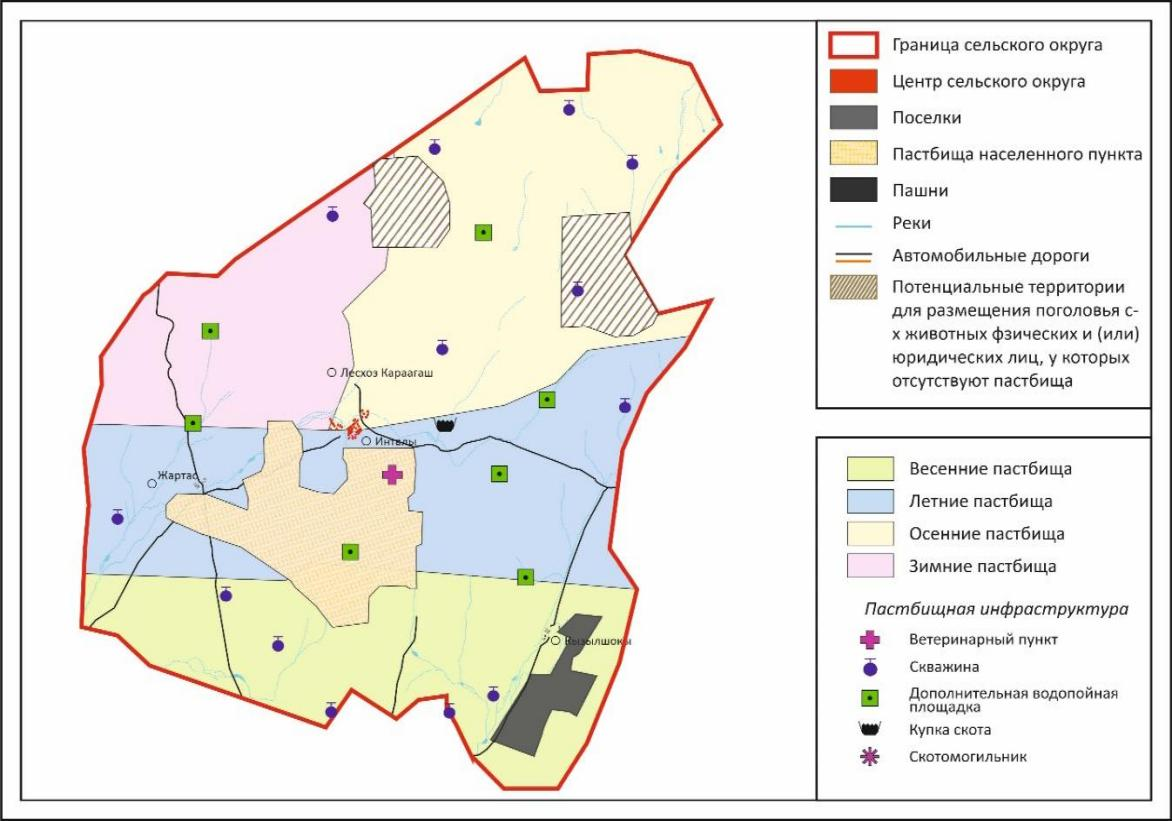 Граница сельского округа
Центр сельского округа
Поселки
Пастбища населенного пункта
Пашни
Реки
Автомобильные дороги
Потенциальные территории
для размещения поголовья с-
х животных фзических и (или)
юридических лиц, у которых
отсутствуют пастбища
Лесхоз Караагаш
Интелы
Жартас
Кызылшокы
Весенние пастбища
Летние пастбища
Осенние пастбища
Зимние пастбища
Пастбищная инфраструктура
Ветеринарный пункт
Скважина
Дополнительная водопойная
площадка
Купка скота
Скотомогильник